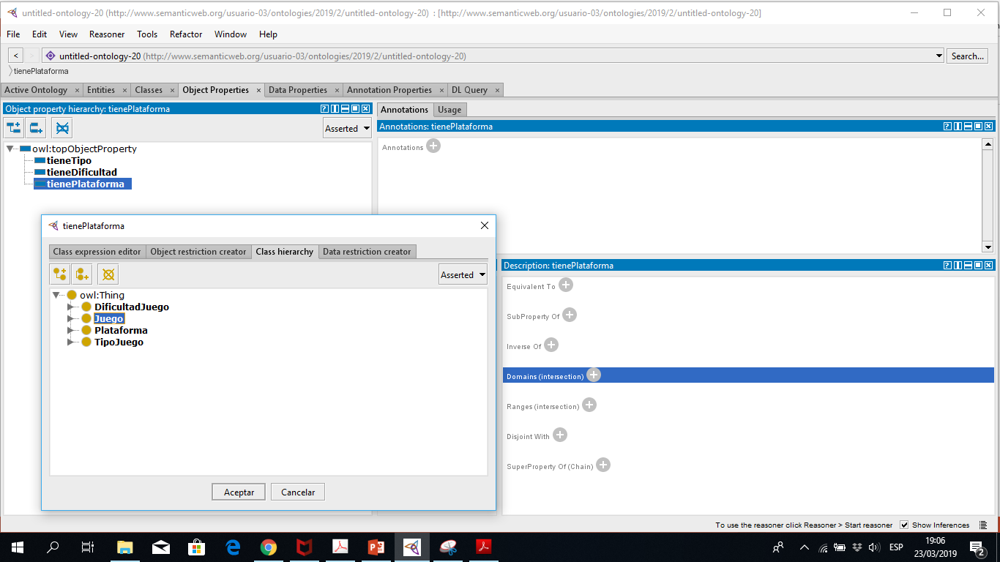 untitled-ontology-20 (http://www.semanticweb.org/usuario-03/ontologies/2019/2/untitled-ontology-20) : [http://www.semanticweb.org/usuario-03/ontologies/2019/2/untitled-ontology-20]
File Edit View Reasoner Tools Refactor Window Help
< > untitled-ontology-20 (http://www.semanticweb.org/usuario-03/ontologies/2019/2/untitled-ontology-20) Search...
tienePlataforma
Active Ontology × Entities × Classes × Object Properties × Data Properties × Annotation Properties × DL Query ×
Object property hierarchy: tienePlataforma
Asserted
owl:topObjectProperty
tieneTipo
tieneDificultad
tienePlataforma
Annotations Usage
Annotations: tienePlataforma
Annotations
tienePlataforma
Class expression editor Object restriction creator Class hierarchy Data restriction creator
Asserted
owl:Thing
DificultadJuego
Juego
Plataforma
TipoJuego
Aceptar Cancelar
Description: tienePlataforma
Equivalent To
SubProperty Of
Inverse Of
Domains (intersection)
Ranges (intersection)
Disjoint With
SuperProperty Of (Chain)
To use the reasoner click Reasoner > Start reasoner Show Inferences
ESP
19:06
23/03/2019
2